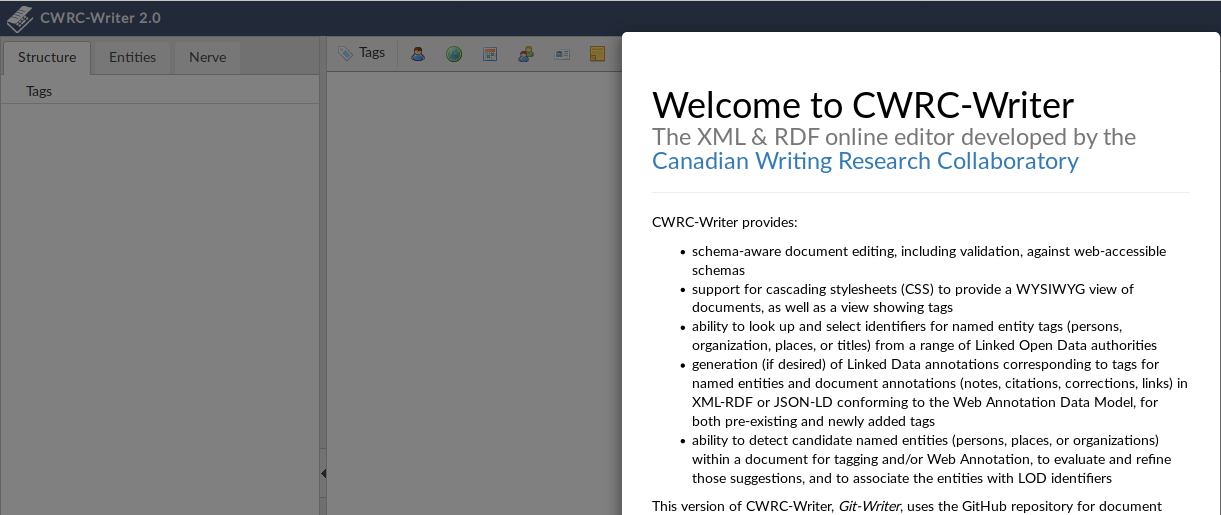 CWRC-Writer 2.0
Structure Entities Nerve
Tags
Tags
Welcome to CWRC-Writer
The XML & RDF online editor developed by the
Canadian Writing Research Collaboratory
CWRC-Writer provides:
• schema-aware document editing, including validation, against web-accessible
schemas
• support for cascading stylesheets (CSS) to provide a WYSIWYG view of
documents, as well as a view showing tags
• ability to look up and select identifiers for named entity tags (persons,
organization, places, or titles) from a range of Linked Open Data authorities
• generation (if desired) of Linked Data annotations corresponding to tags for
named entities and document annotations (notes, citations, corrections, links) in
XML-RDF or JSON-LD conforming to the Web Annotation Data Model, for
both pre-existing and newly added tags
• ability to detect candidate named entities (persons, places, or organizations)
within a document for tagging and/or Web Annotation, to evaluate and refine
those suggestions, and to associate the entities with LOD identifiers
This version of CWRC-Writer, Git-Writer, uses the GitHub repository for document